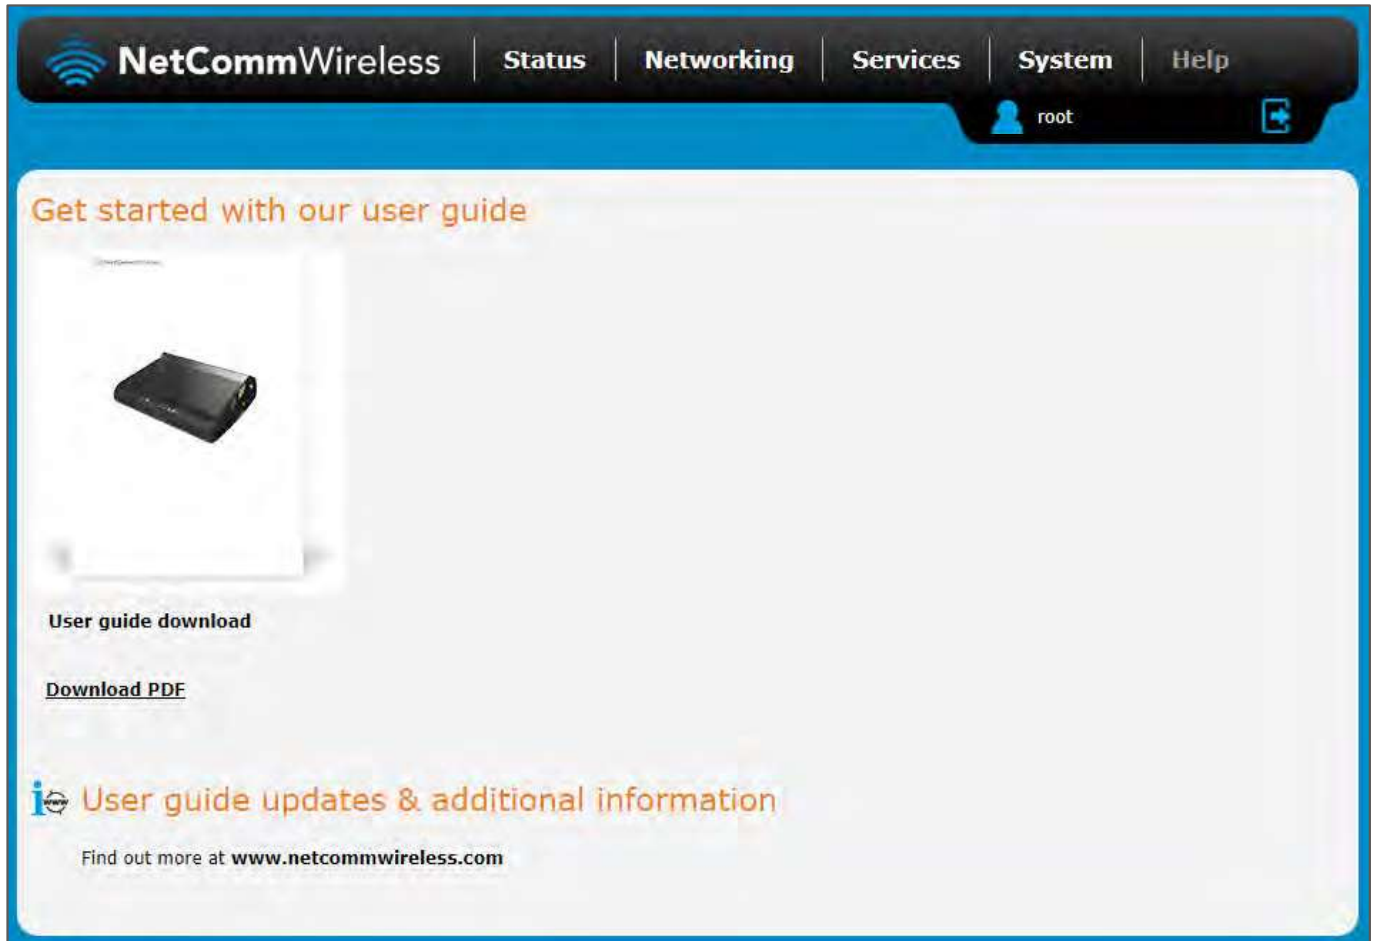 NetCommWireless Status Networking Services System Help
root
Get started with our user guide
User guide download
Download PDF
User guide updates & additional information
Find out more at www.netcommwireless.com